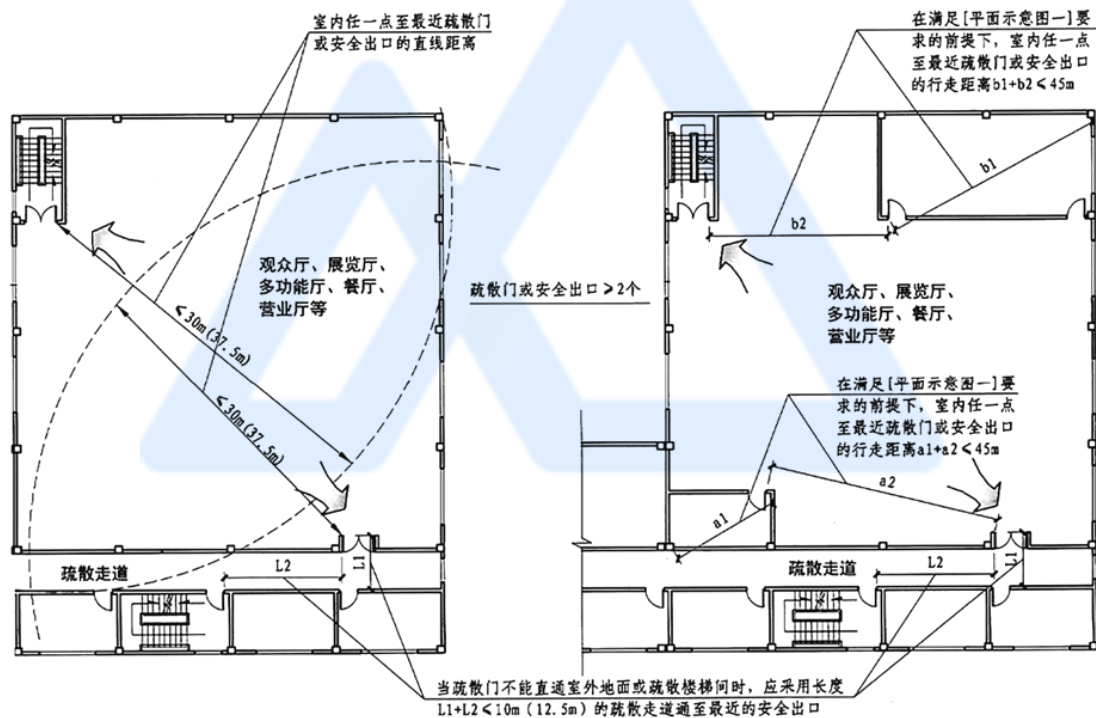 室内任一点至最近疏散门
或安全出口的直线距离
观众厅、展览厅、
多功能厅、餐厅、
营业厅等
≤30m(37.5m)
≤30m(37.5m)
疏散走道
L2
L1
疏散门或安全出口≥2个
在满足[平面示意图一]要
求的前提下，室内任一点
至最近疏散门或安全出口
的行走距离b1+b2≤45m
b1
b2
观众厅、展览厅、
多功能厅、餐厅、
营业厅等
在满足[平面示意图一]要
求的前提下，室内任一点
至最近疏散门或安全出口
的行走距离a1+a2≤45m
a1
a2
疏散走道
L2
L1
当疏散门不能直通室外地面或疏散楼梯间时，应采用长度
L1+L2≤10m(12.5m)的疏散走道通至最近的安全出口